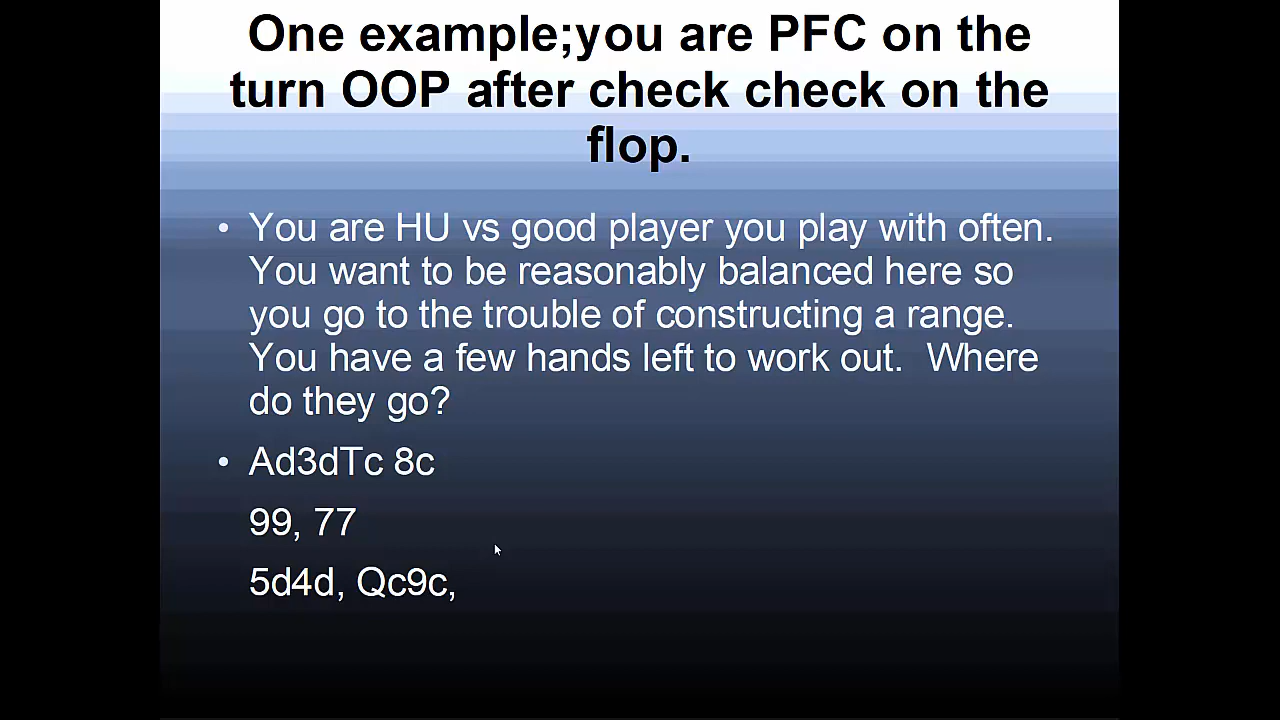 One example;you are PFC on the
turn OOP after check check on the
flop.
• You are HU vs good player you play with often.
You want to be reasonably balanced here so
you go to the trouble of constructing a range.
You have a few hands left to work out.  Where
do they go?
• Ad3dTc 8c
99, 77
5d4d, Qc9c,